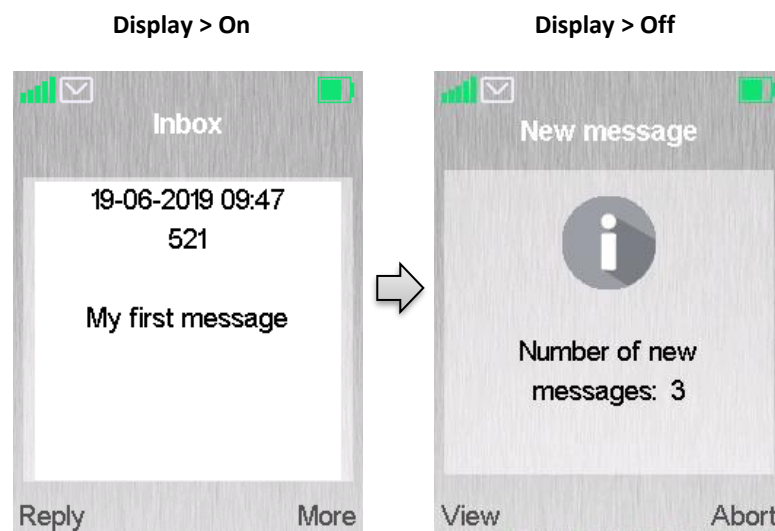 Display > On
Display > Off
Inbox
19-06-2019 09:47
521
My first message
Reply
More
New message
Number of new
messages: 3
View
Abort